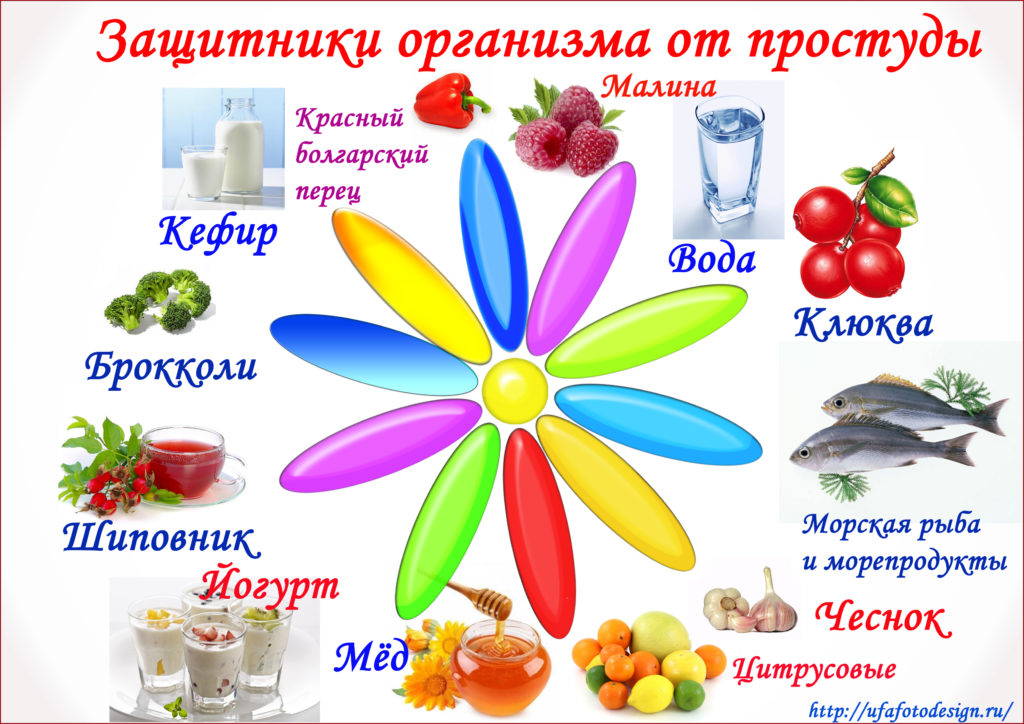 Защитники организма от простуды
Малина
Красный
болгарский
перец
Кефир
Вода
Клюква
Брокколи
Шиповник
Морская рыба
и морепродукты
Йогурт
Чеснок
Мёд
Цитрусовые
http://ufafotodesign.ru/